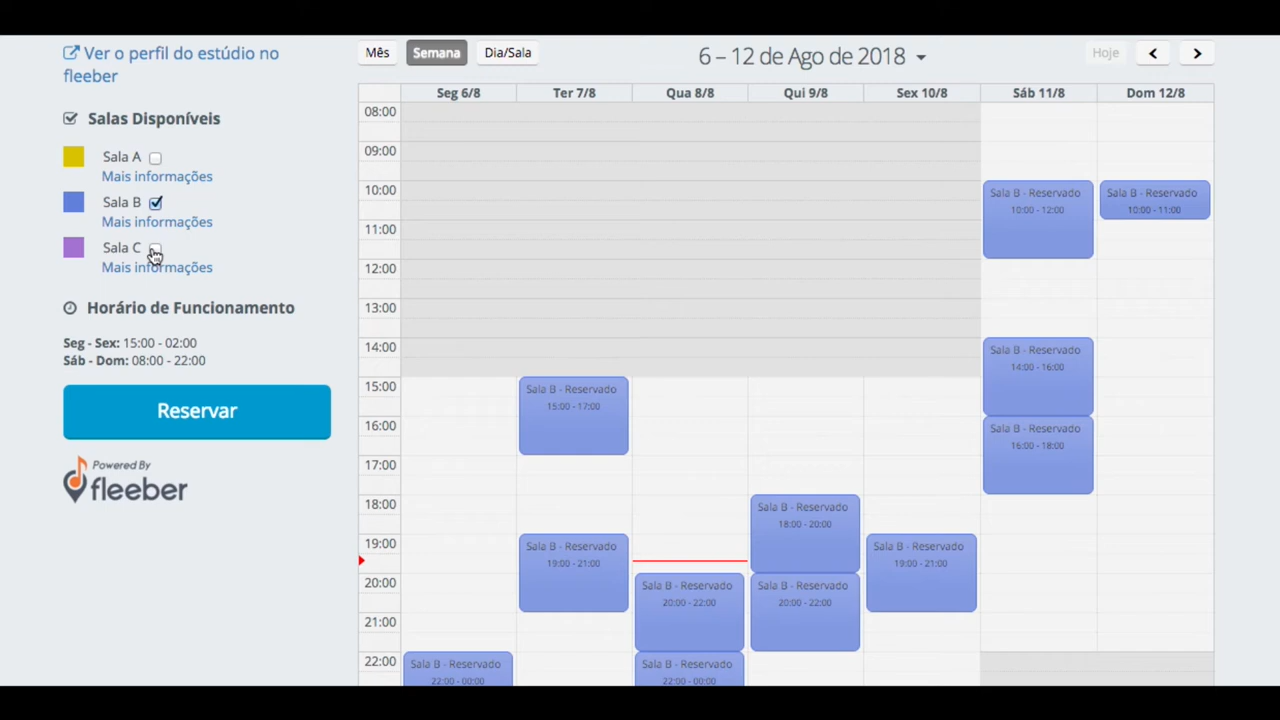 Ver o perfil do estúdio no
fleeber
Salas Disponíveis
Sala A
Mais informações
Sala B
Mais informações
Sala C
Mais informações
Horário de Funcionamento
Seg - Sex: 15:00 - 02:00
Sáb - Dom: 08:00 - 22:00
Reservar
Powered By
fleeber
Mês Semana Dia/Sala
6 – 12 de Ago de 2018
Hoje
Seg 6/8 Ter 7/8 Qua 8/8 Qui 9/8 Sex 10/8 Sáb 11/8 Dom 12/8
08:00
09:00
10:00
11:00
12:00
13:00
14:00
15:00
16:00
17:00
18:00
19:00
20:00
21:00
22:00
Sala B - Reservado
22:00 - 00:00
Sala B - Reservado
15:00 - 17:00
Sala B - Reservado
19:00 - 21:00
Sala B - Reservado
20:00 - 22:00
Sala B - Reservado
22:00 - 00:00
Sala B - Reservado
18:00 - 20:00
Sala B - Reservado
20:00 - 22:00
Sala B - Reservado
19:00 - 21:00
Sala B - Reservado
10:00 - 12:00
Sala B - Reservado
14:00 - 16:00
Sala B - Reservado
16:00 - 18:00
Sala B - Reservado
10:00 - 11:00